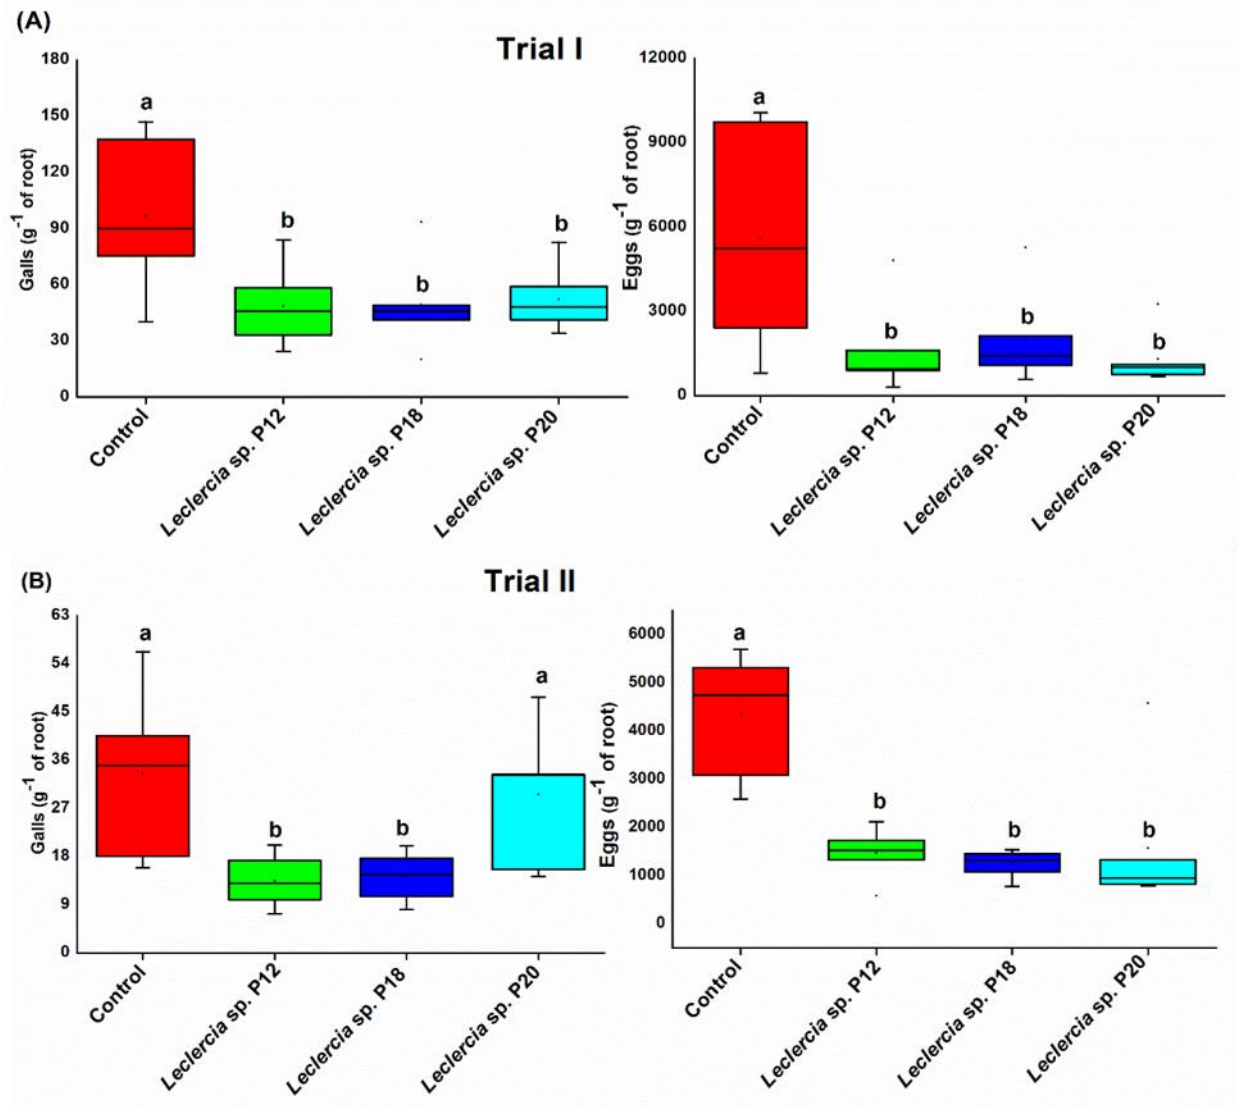 (A)
Trial I
180
150
120
90
60
30
0
Galls (g⁻¹ of root)
a
b
b
b
Control
Leclercia sp. P12
Leclercia sp. P18
Leclercia sp. P20
12000
9000
6000
3000
0
Eggs (g⁻¹ of root)
a
b
b
b
Control
Leclercia sp. P12
Leclercia sp. P18
Leclercia sp. P20
(B)
Trial II
63
54
45
36
27
18
9
0
Galls (g⁻¹ of root)
a
b
b
a
Control
Leclercia sp. P12
Leclercia sp. P18
Leclercia sp. P20
6000
5000
4000
3000
2000
1000
0
Eggs (g⁻¹ of root)
a
b
b
b
Control
Leclercia sp. P12
Leclercia sp. P18
Leclercia sp. P20